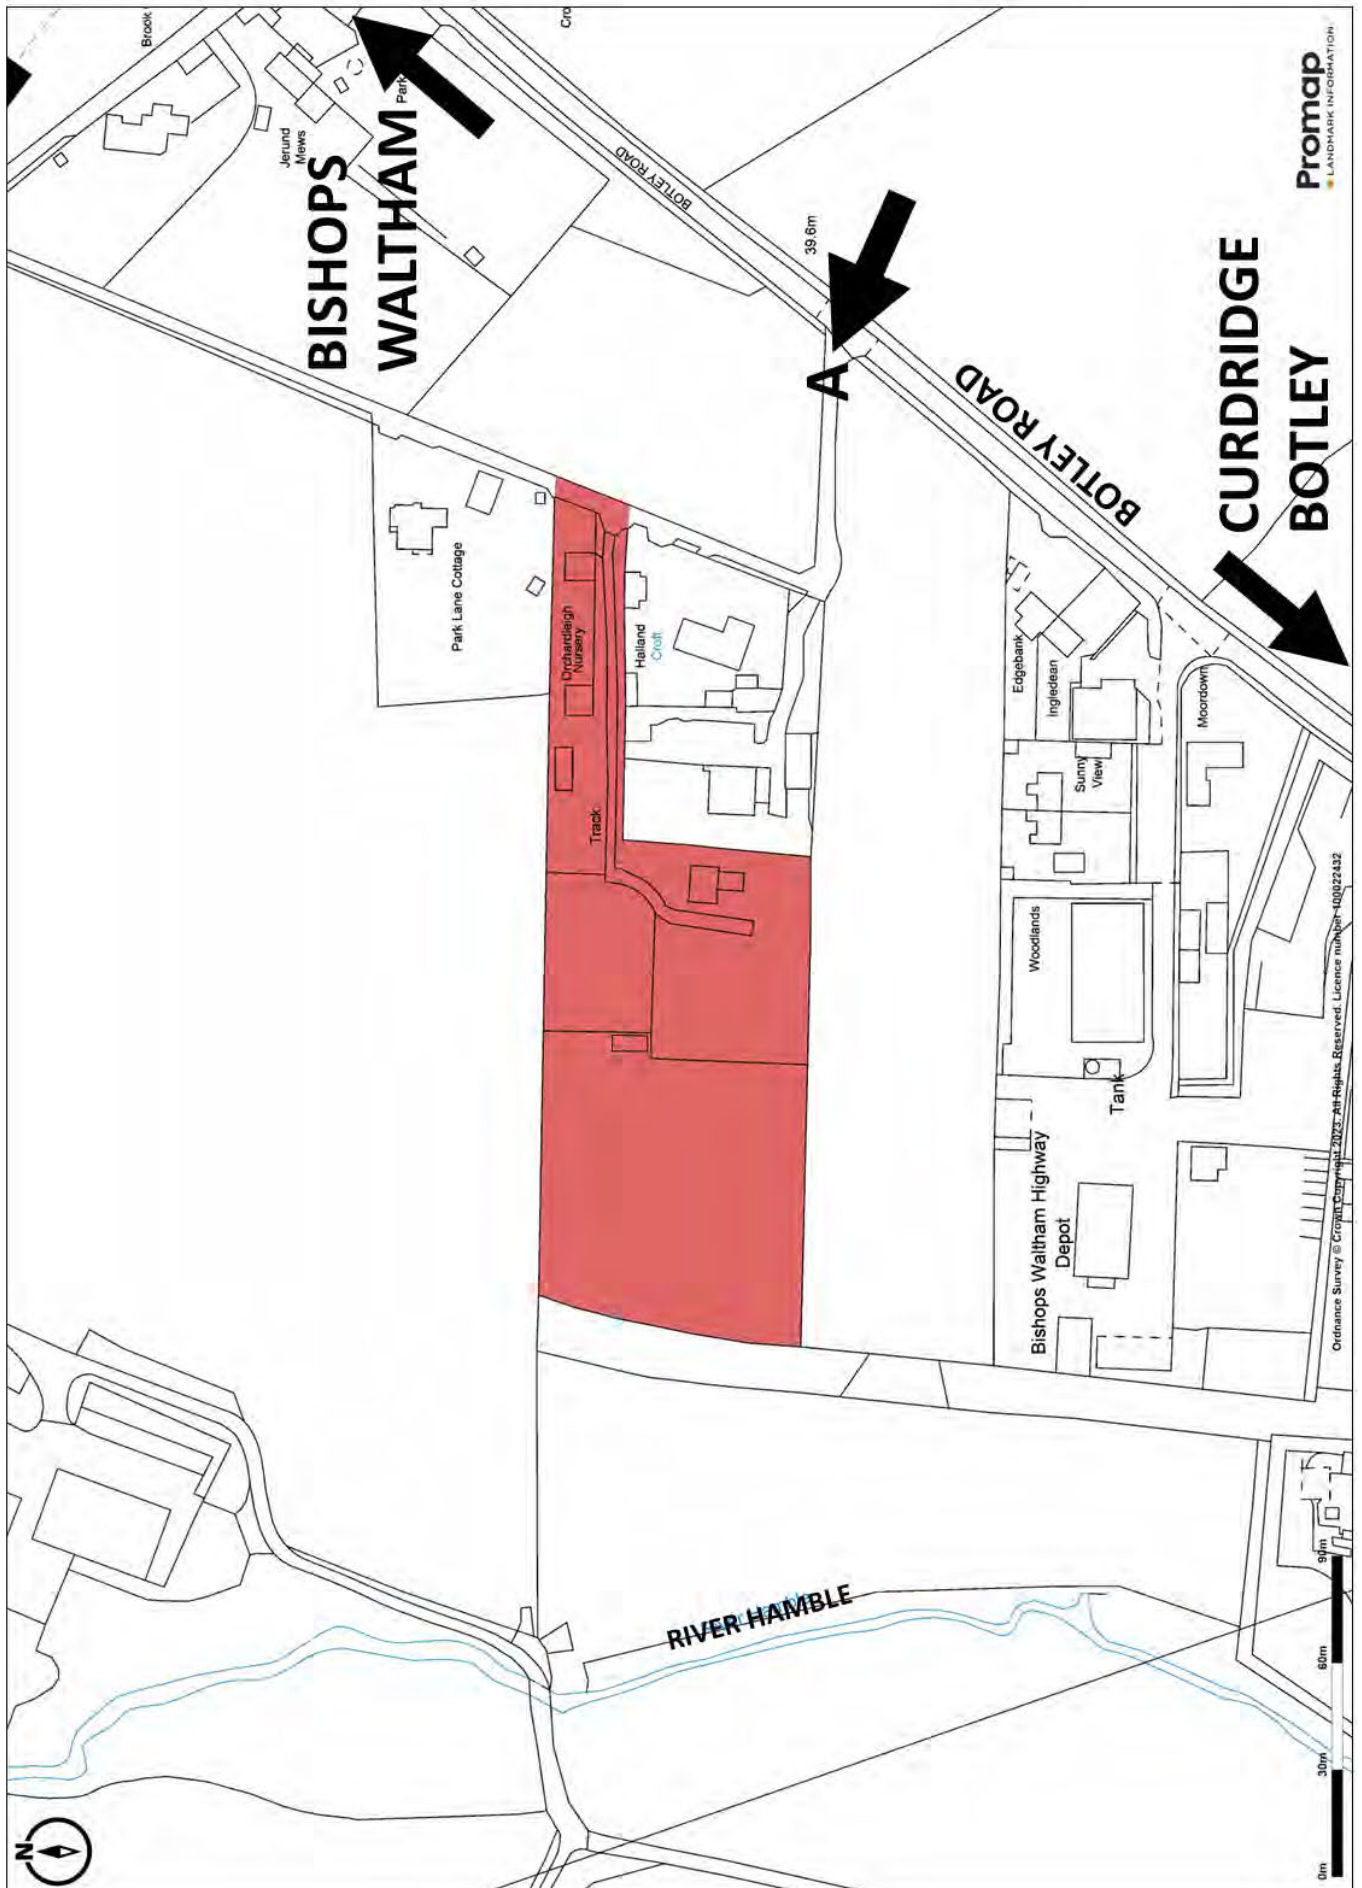 N
Brook
Jerund
Mews
Park
Cro
BISHOPS
WALTHAM
BOTLEY ROAD
39.6m
A
BOTLEY ROAD
CURDRIDGE
BOTLEY
Promap
LANDMARK INFORMATION
Park Lane Cottage
Orchardleigh
Nursery
Halland
Croft
Track
Edgebank
Ingledean
Sunny
View
Moordown
Woodlands
Tank
Bishops Waltham Highway
Depot
RIVER HAMBLE
Ordnance Survey © Crown Copyright 2023. All Rights Reserved. Licence number 100022432
0m
30m
60m
90m